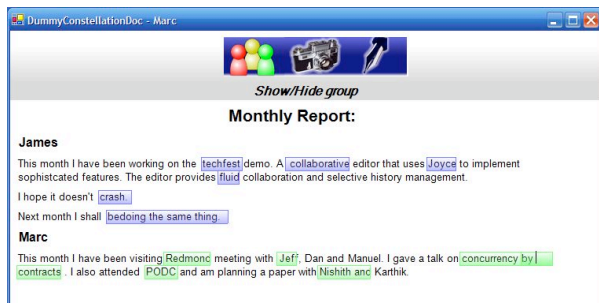 DummyConstellationDoc - Marc
Show/Hide group
Monthly Report:
James
This month I have been working on the techfest demo. A collaborative editor that uses Joyce to implement
sophistcated features. The editor provides fluid collaboration and selective history management.
I hope it doesn't crash.
Next month I shall bedoing the same thing.
Marc
This month I have been visiting Redmond meeting with Jeff, Dan and Manuel. I gave a talk on concurrency by
contracts . I also attended PODC and am planning a paper with Nishith and Karthik.